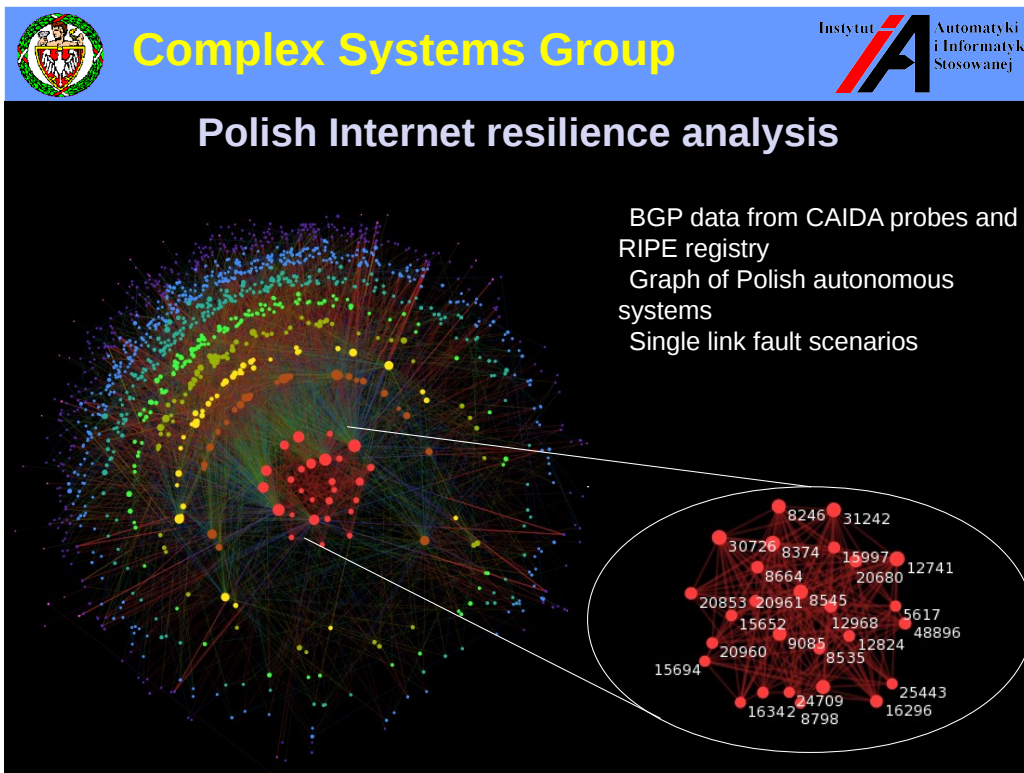 Complex Systems Group
Instytut
Automatyki
i Informatyk
Stosowanej
Polish Internet resilience analysis
BGP data from CAIDA probes and
RIPE registry
Graph of Polish autonomous
systems
Single link fault scenarios
8246
31242
30726
8374
15997
12741
8664
20680
20853
20961
8545
5617
15652
12968
48896
20960
9085
12824
8535
15694
25443
16342
24709
16296
8798